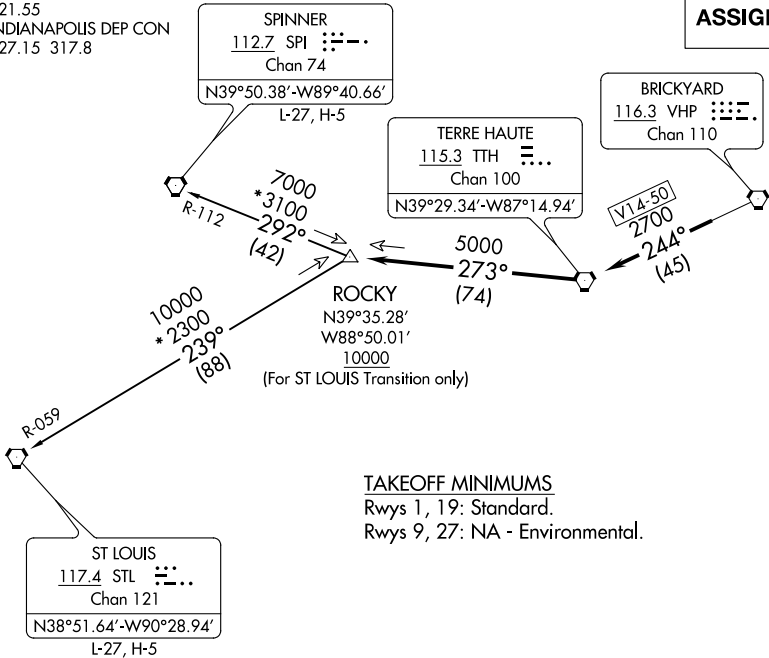 21.55
NDIANAPOLIS DEP CON
27.15 317.8
ASSIG
SPINNER
112.7 SPI
Chan 74
N39°50.38’-W89°40.66’
L-27, H-5
BRICKYARD
116.3 VHP
Chan 110
TERRE HAUTE
115.3 TTH
Chan 100
N39°29.34’-W87°14.94’
V14-50
2700
244°
(45)
R-112
7000
*3100
292°
(42)
5000
273°
(74)
ROCKY
N39°35.28’
W88°50.01’
10000
(For ST LOUIS Transition only)
10000
*2300
239°
(88)
R-059
TAKEOFF MINIMUMS
Rwys 1, 19: Standard.
Rwys 9, 27: NA - Environmental.
ST LOUIS
117.4 STL
Chan 121
N38°51.64’-W90°28.94’
L-27, H-5